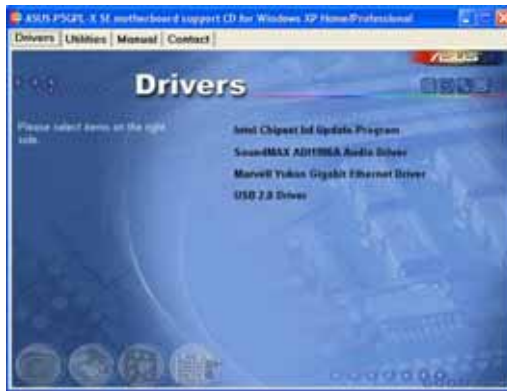 ASUS P5GPL-X SE motherboard support CD for Windows XP Home/Professional
Drivers Utilities Manual Contact
ASUS
Drivers
Please select items on the right
side.
Intel Chipset Inf Update Program
SoundMAX ADI1986A Audio Driver
Marvell Yukon Gigabit Ethernet Driver
USB 2.0 Driver